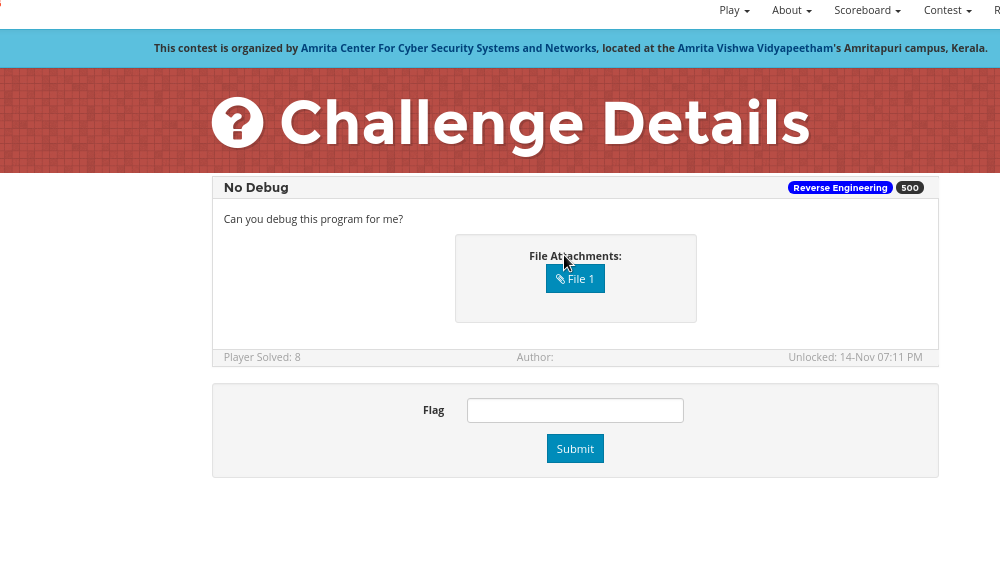 Play About Scoreboard Contest R
This contest is organized by Amrita Center For Cyber Security Systems and Networks, located at the Amrita Vishwa Vidyapeetham's Amritapuri campus, Kerala.
? Challenge Details
No Debug Reverse Engineering 500
Can you debug this program for me?
File Attachments:
File 1
Player Solved: 8 Author: Unlocked: 14-Nov 07:11 PM
Flag
Submit